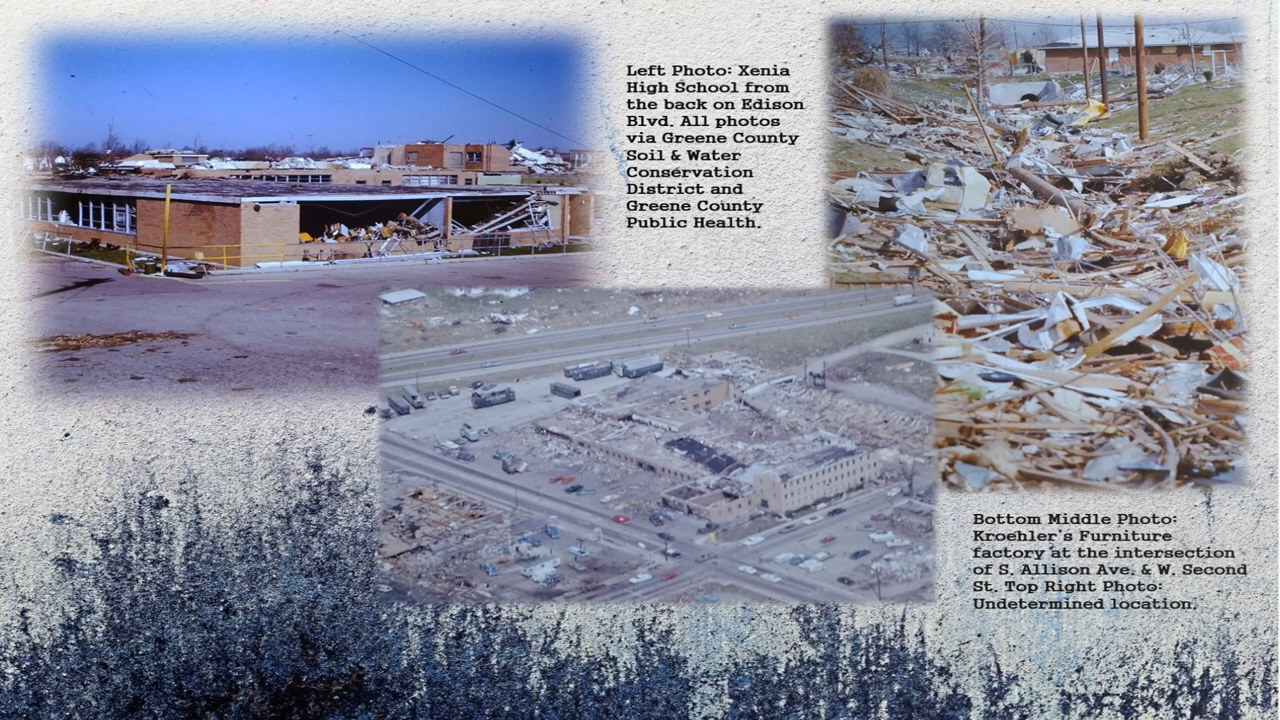 Left Photo: Xenia
High School from
the back on Edison
Blvd. All photos
via Greene County
Soil & Water
Conservation
District and
Greene County
Public Health.
Bottom Middle Photo:
Kroehler's Furniture
factory at the intersection
of S. Allison Ave. & W. Second
St. Top Right Photo:
Undetermined location.